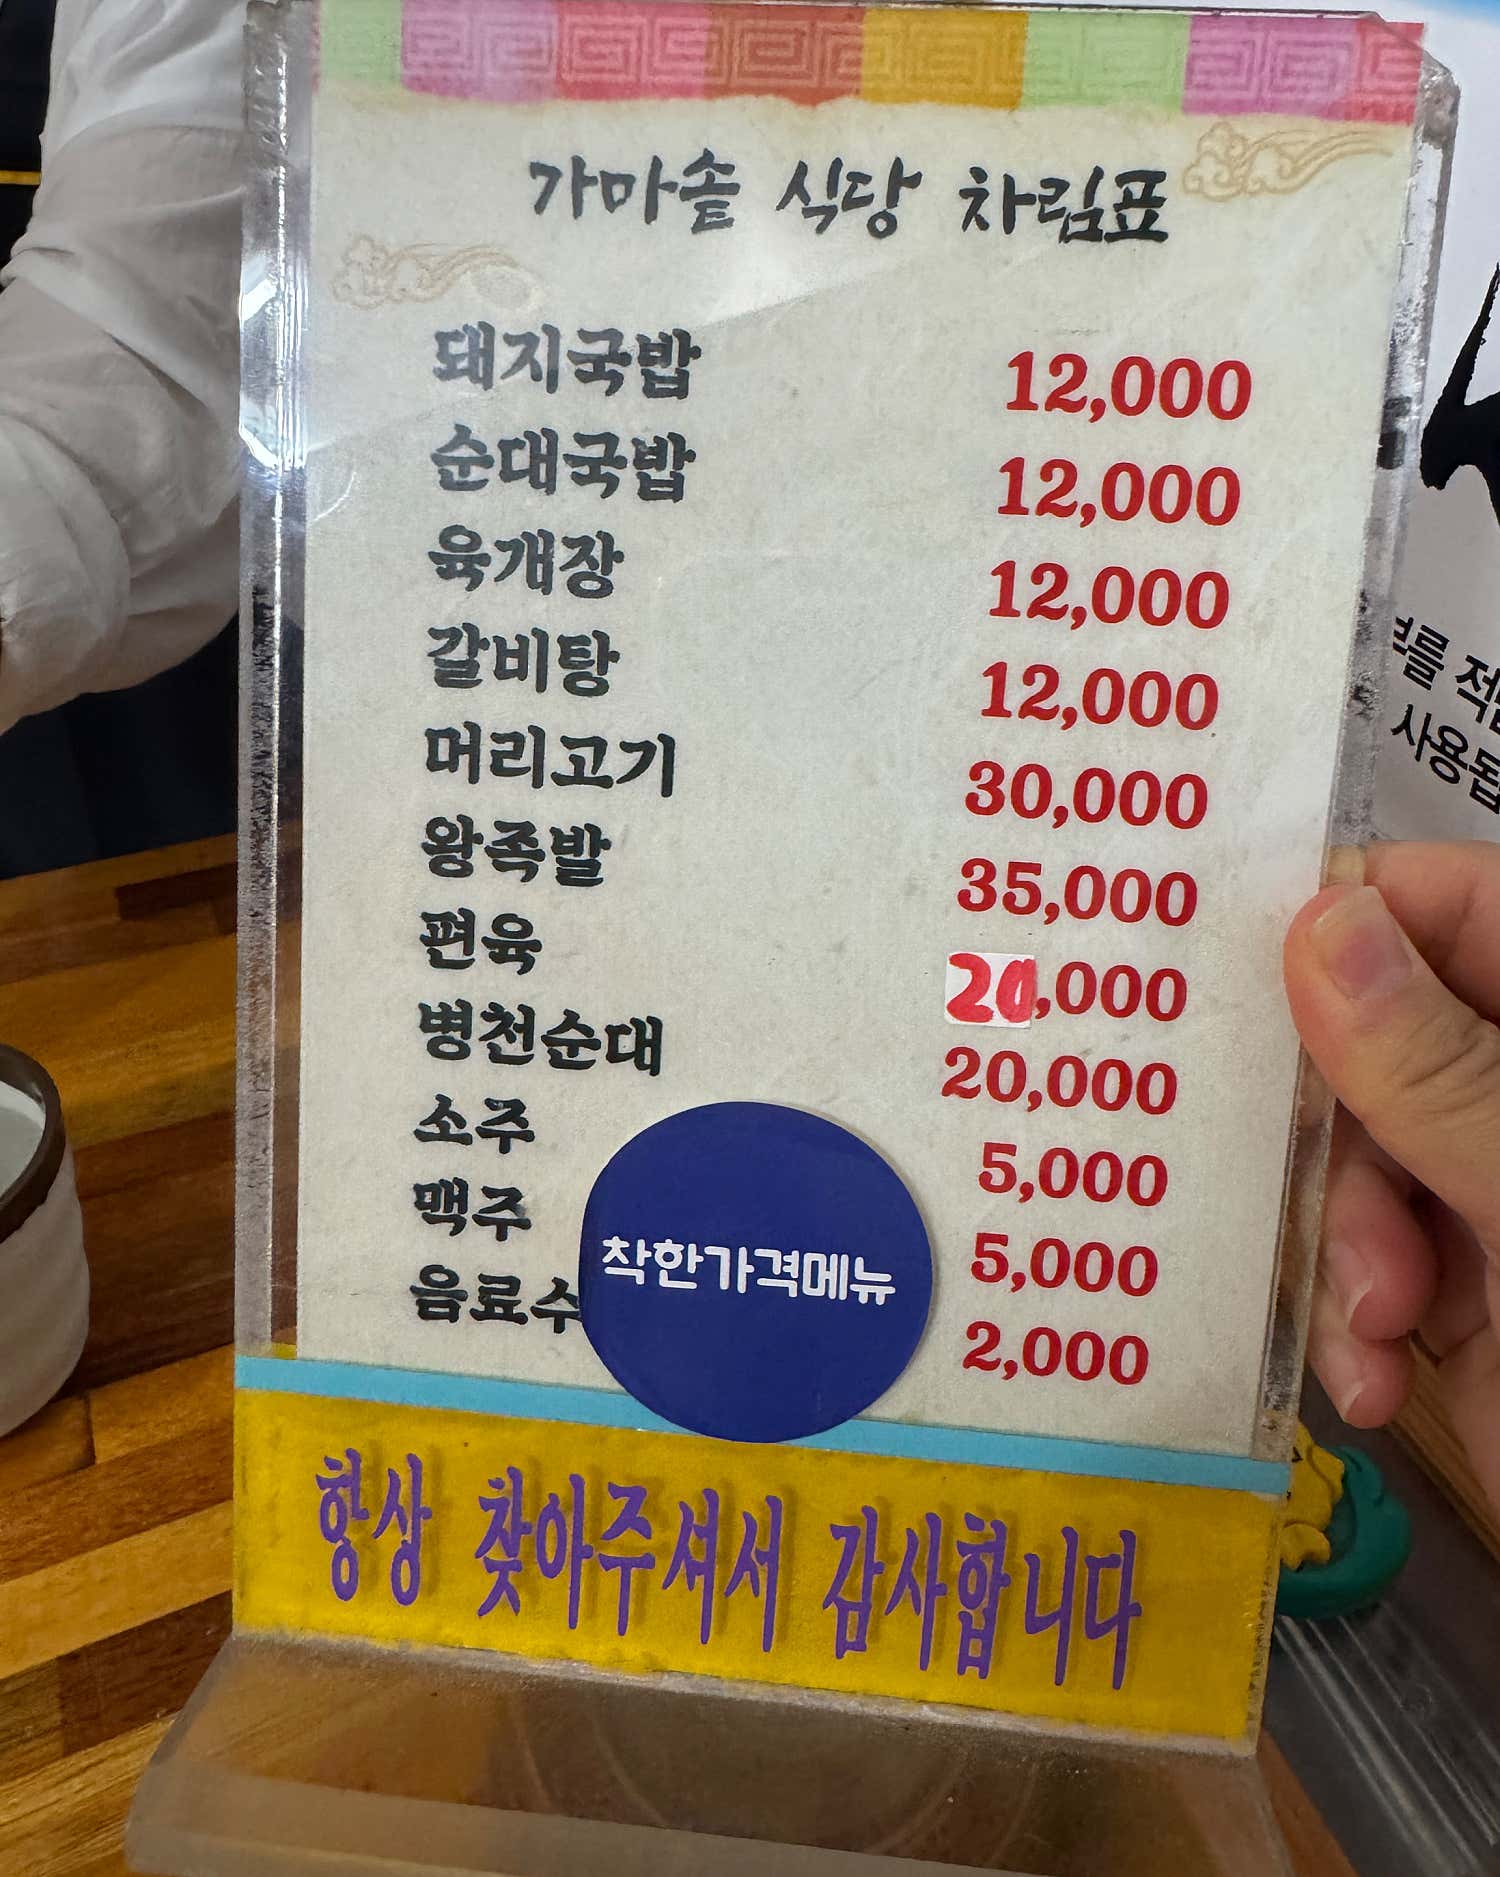 가마솥 식당 차림표
돼지국밥 12,000
순대국밥 12,000
육개장 12,000
갈비탕 12,000
머리고기 30,000
왕족발 35,000
편육 20,000
병천순대 20,000
소주 5,000
맥주 5,000
음료수 2,000
착한가격메뉴
항상 찾아주셔서 감사합니다